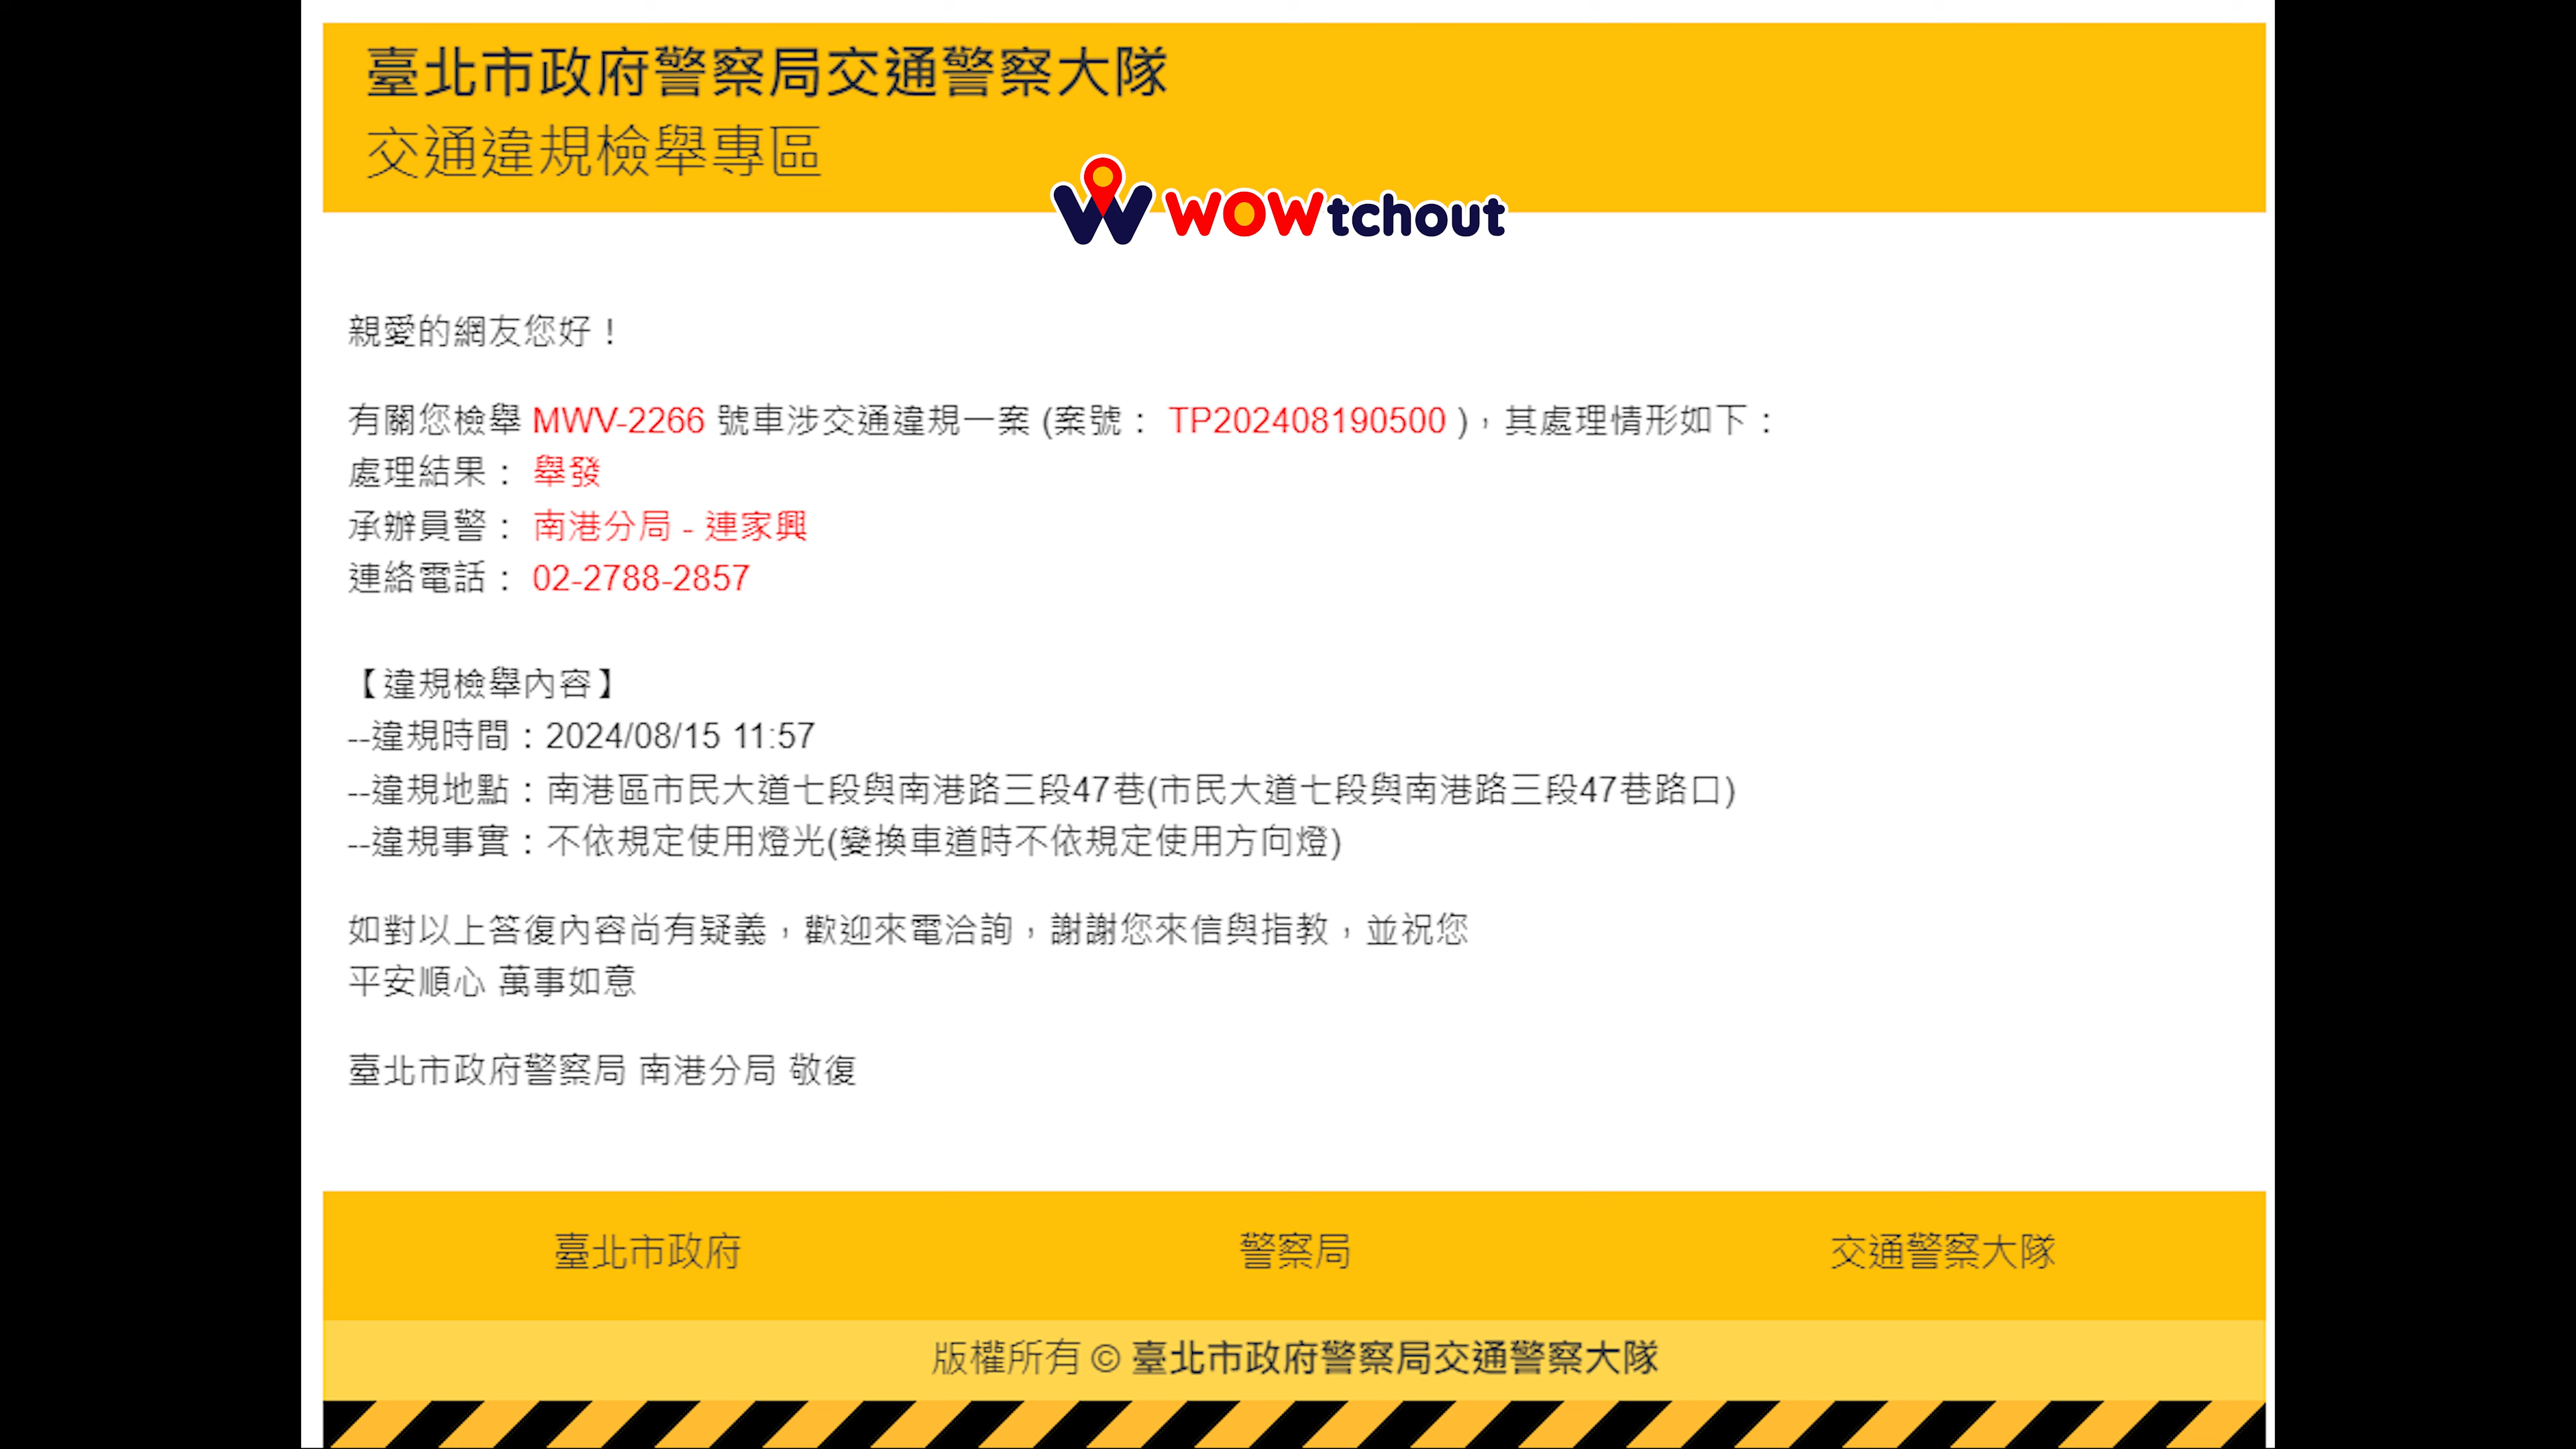 臺北市政府警察局交通警察大隊
交通違規檢舉專區
WOWtchout
親愛的網友您好！
有關您檢舉 MWV-2266 號車涉交通違規一案 (案號： TP202408190500 )，其處理情形如下：
處理結果： 舉發
承辦員警： 南港分局 - 連家興
連絡電話： 02-2788-2857
【違規檢舉內容】
--違規時間：2024/08/15 11:57
--違規地點：南港區市民大道七段與南港路三段47巷(市民大道七段與南港路三段47巷路口)
--違規事實：不依規定使用燈光(變換車道時不依規定使用方向燈)
如對以上答復內容尚有疑義，歡迎來電洽詢，謝謝您來信與指教，並祝您
平安順心 萬事如意
臺北市政府警察局 南港分局 敬復
臺北市政府 警察局 交通警察大隊
版權所有 © 臺北市政府警察局交通警察大隊